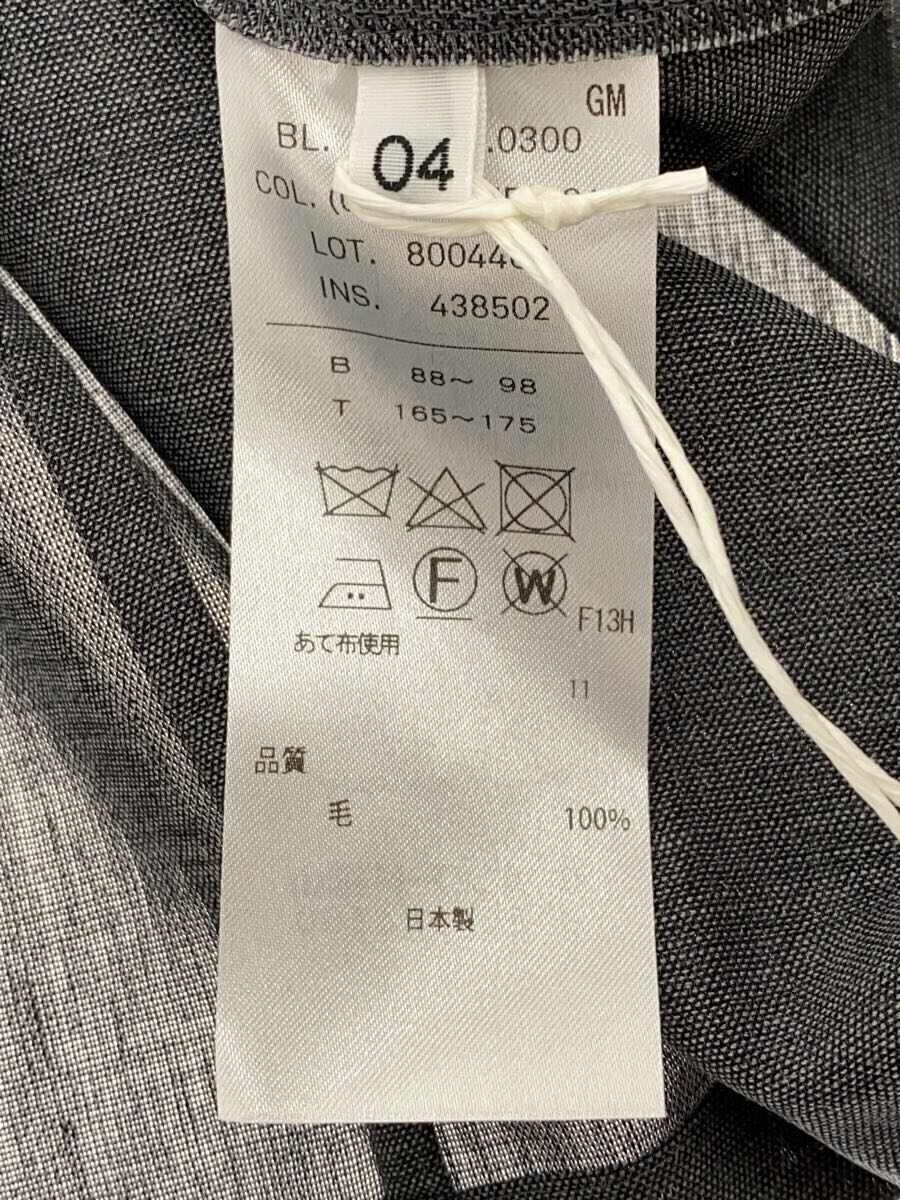 GM
BL. .0300
04
COL.
LOT. 80044
INS. 438502
B 88～ 98
T 165～175
F W F13H
あて布使用
11
品質
毛 100%
日本製